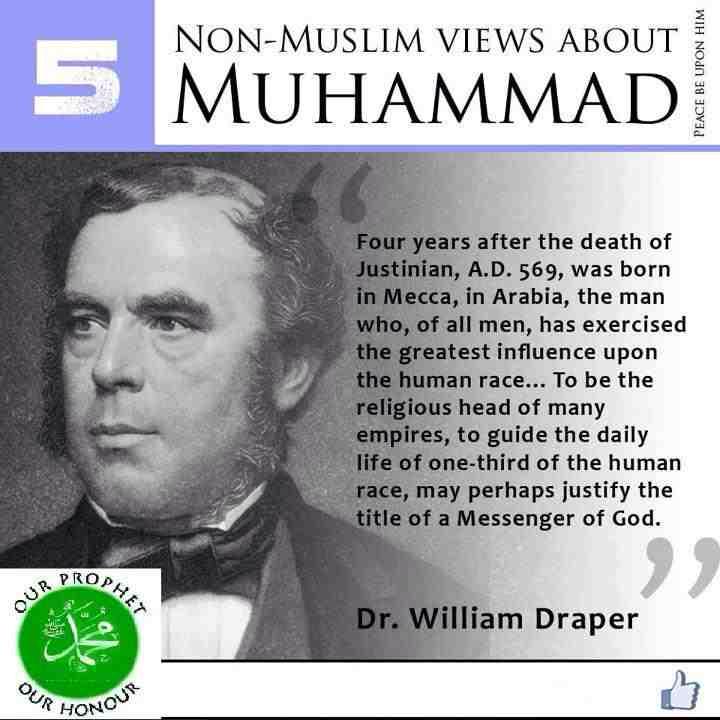 5
NON-MUSLIM VIEWS ABOUT
MUHAMMAD
PEACE BE UPON HIM
“
Four years after the death of
Justinian, A.D. 569, was born
in Mecca, in Arabia, the man
who, of all men, has exercised
the greatest influence upon
the human race... To be the
religious head of many
empires, to guide the daily
life of one-third of the human
race, may perhaps justify the
title of a Messenger of God.
”
Dr. William Draper
OUR PROPHET
محمد
OUR HONOUR